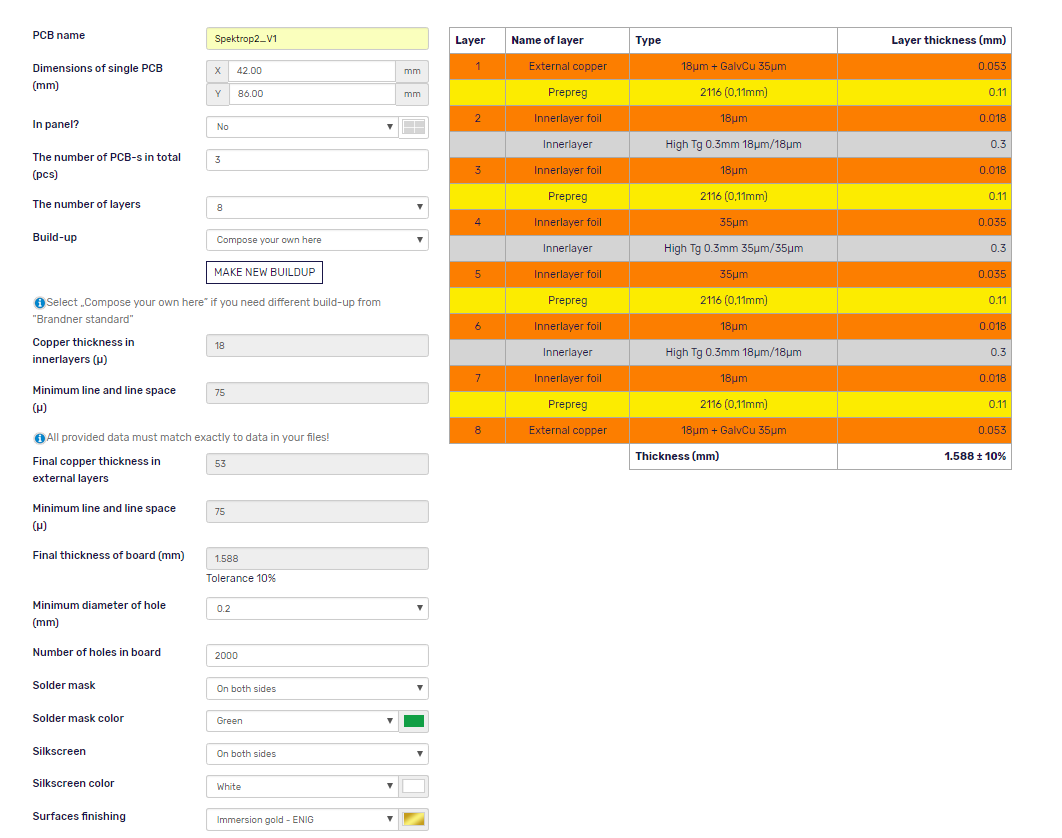 PCB name
Spektrop2_V1
Dimensions of single PCB
(mm)
X 42.00 mm
Y 86.00 mm
In panel?
No
The number of PCB-s in total
(pcs)
3
The number of layers
8
Build-up
Compose your own here
MAKE NEW BUILDUP
Select „Compose your own here" if you need different build-up from
"Brandner standard"
Copper thickness in
innerlayers (µ)
18
Minimum line and line space
(µ)
75
All provided data must match exactly to data in your files!
Final copper thickness in
external layers
53
Minimum line and line space
(µ)
75
Final thickness of board (mm)
1.588
Tolerance 10%
Minimum diameter of hole
(mm)
0.2
Number of holes in board
2000
Solder mask
On both sides
Solder mask color
Green
Silkscreen
On both sides
Silkscreen color
White
Surfaces finishing
Immersion gold - ENIG
Layer Name of layer Type Layer thickness (mm)
1 External copper 18µm + GalvCu 35µm 0.053
Prepreg 2116 (0,11mm) 0.11
2 Innerlayer foil 18µm 0.018
Innerlayer High Tg 0.3mm 18µm/18µm 0.3
3 Innerlayer foil 18µm 0.018
Prepreg 2116 (0,11mm) 0.11
4 Innerlayer foil 35µm 0.035
Innerlayer High Tg 0.3mm 35µm/35µm 0.3
5 Innerlayer foil 35µm 0.035
Prepreg 2116 (0,11mm) 0.11
6 Innerlayer foil 18µm 0.018
Innerlayer High Tg 0.3mm 18µm/18µm 0.3
7 Innerlayer foil 18µm 0.018
Prepreg 2116 (0,11mm) 0.11
8 External copper 18µm + GalvCu 35µm 0.053
Thickness (mm) 1.588 ± 10%